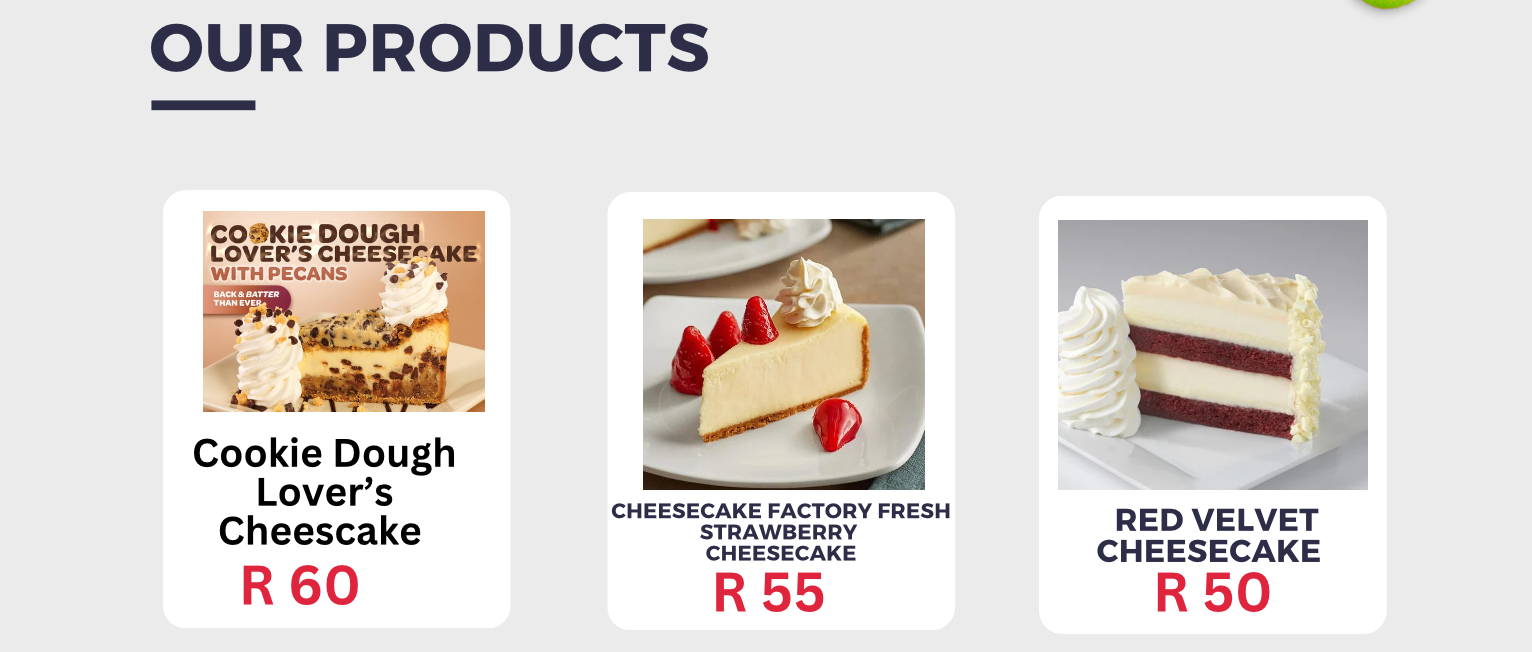 OUR PRODUCTS
COOKIE DOUGH
LOVER'S CHEESECAKE
WITH PECANS
BACK & BATTER
THAN EVER
Cookie Dough
Lover’s
Cheescake
R 60
CHEESECAKE FACTORY FRESH
STRAWBERRY
CHEESECAKE
R 55
RED VELVET
CHEESECAKE
R 50